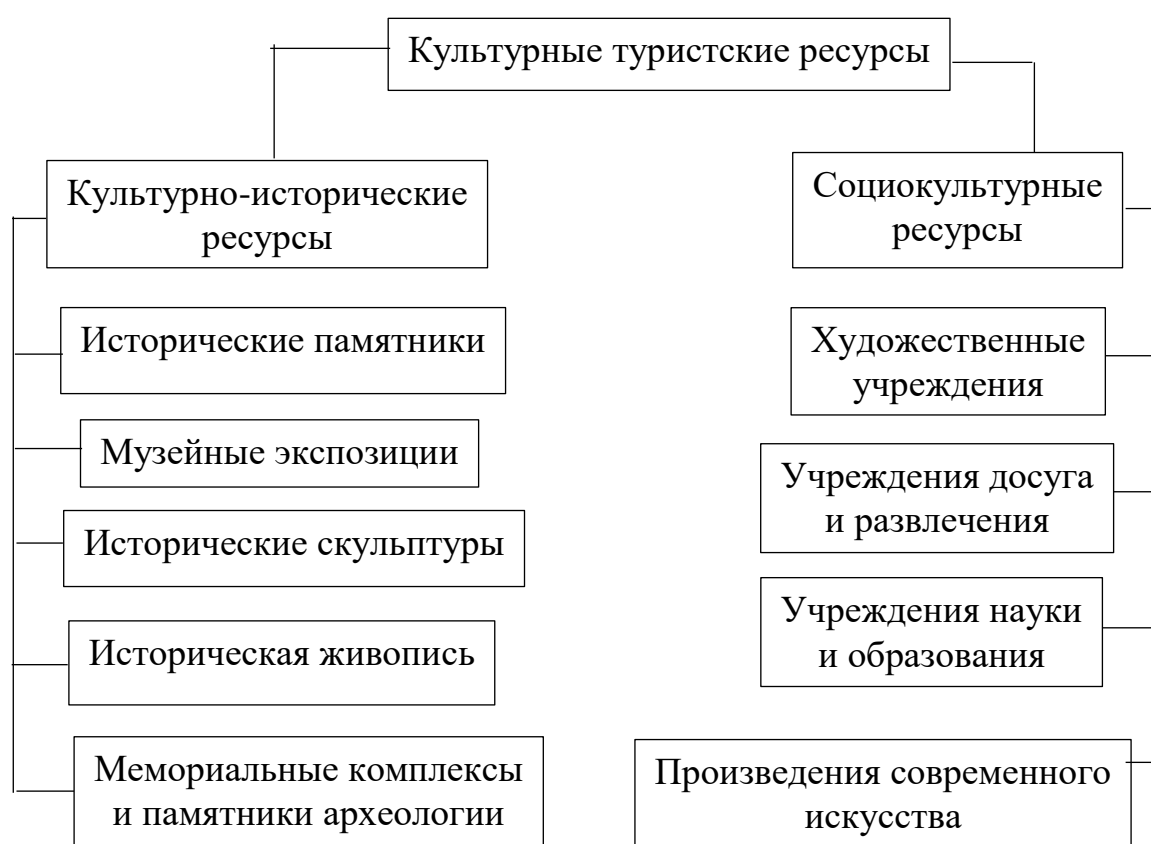 Культурные туристские ресурсы
Культурно-исторические
ресурсы
Исторические памятники
Музейные экспозиции
Исторические скульптуры
Историческая живопись
Мемориальные комплексы
и памятники археологии
Социокультурные
ресурсы
Художественные
учреждения
Учреждения досуга
и развлечения
Учреждения науки
и образования
Произведения современного
искусства